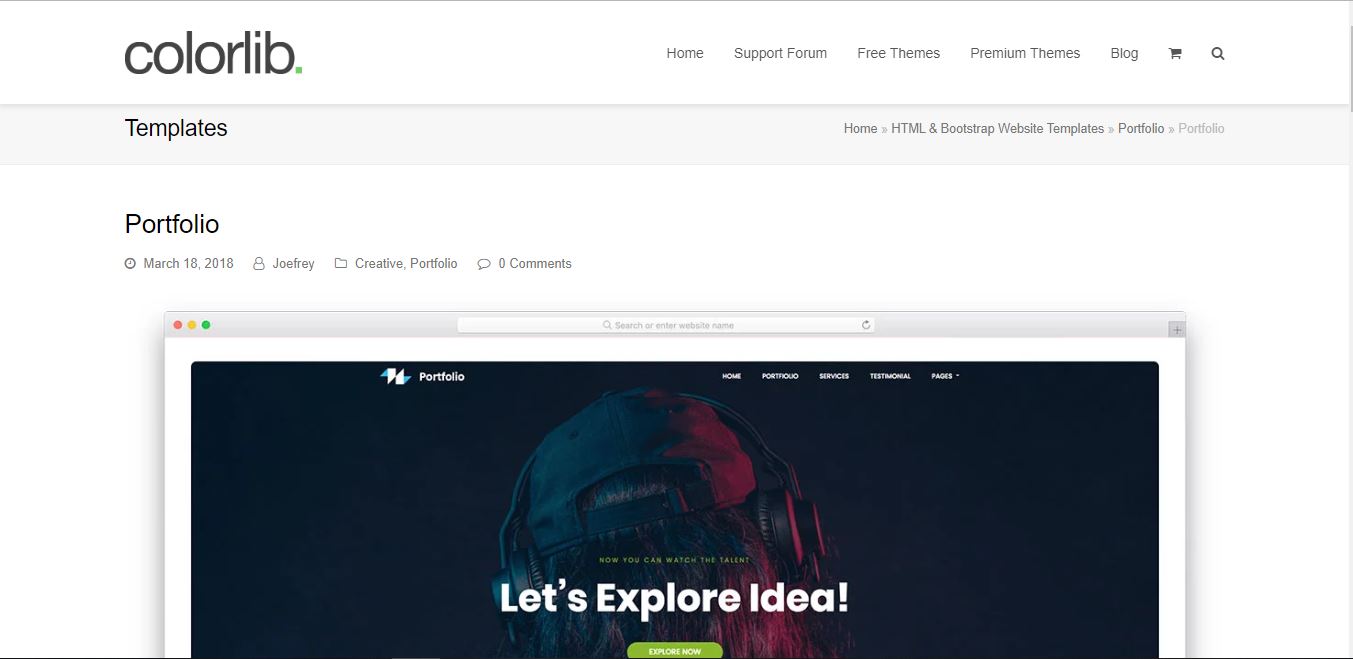 colorlib.
Home Support Forum Free Themes Premium Themes Blog
Templates
Home » HTML & Bootstrap Website Templates » Portfolio » Portfolio
Portfolio
March 18, 2018 Joefrey Creative, Portfolio 0 Comments
Search or enter website name
Portfolio HOME PORTFOLIO SERVICES TESTIMONIAL PAGES
NOW YOU CAN WATCH THE TALENT
Let's Explore Idea!
EXPLORE NOW